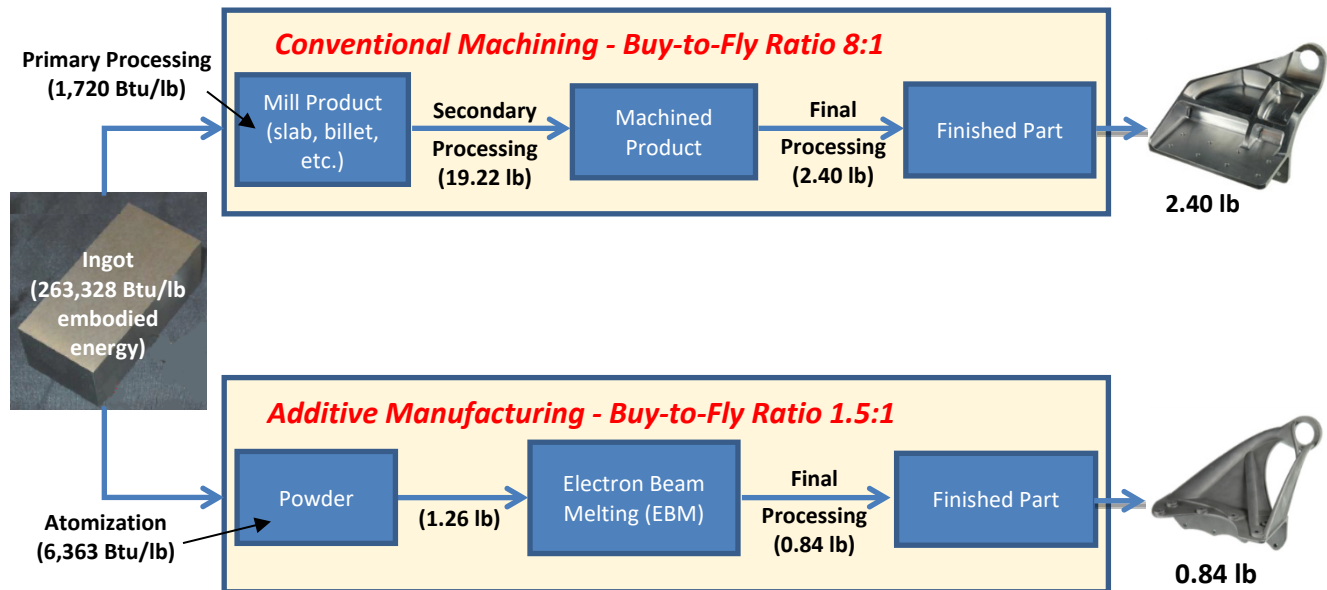 Conventional Machining - Buy-to-Fly Ratio 8:1
Primary Processing
(1,720 Btu/lb)
Mill Product
(slab, billet,
etc.)
Secondary
Processing
(19.22 lb)
Machined
Product
Final
Processing
(2.40 lb)
Finished Part
2.40 lb
Ingot
(263,328 Btu/lb
embodied
energy)
Additive Manufacturing - Buy-to-Fly Ratio 1.5:1
Atomization
(6,363 Btu/lb)
Powder
(1.26 lb)
Electron Beam
Melting (EBM)
Final
Processing
(0.84 lb)
Finished Part
0.84 lb